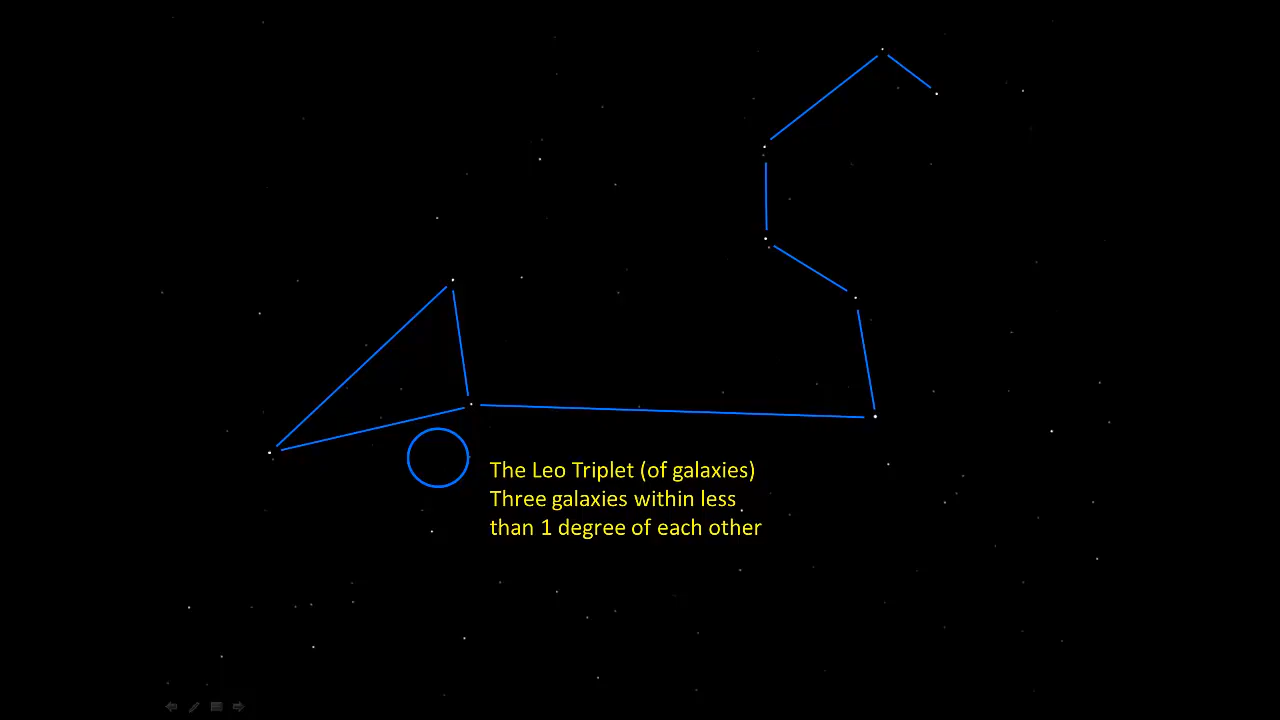 The Leo Triplet (of galaxies)
Three galaxies within less
than 1 degree of each other